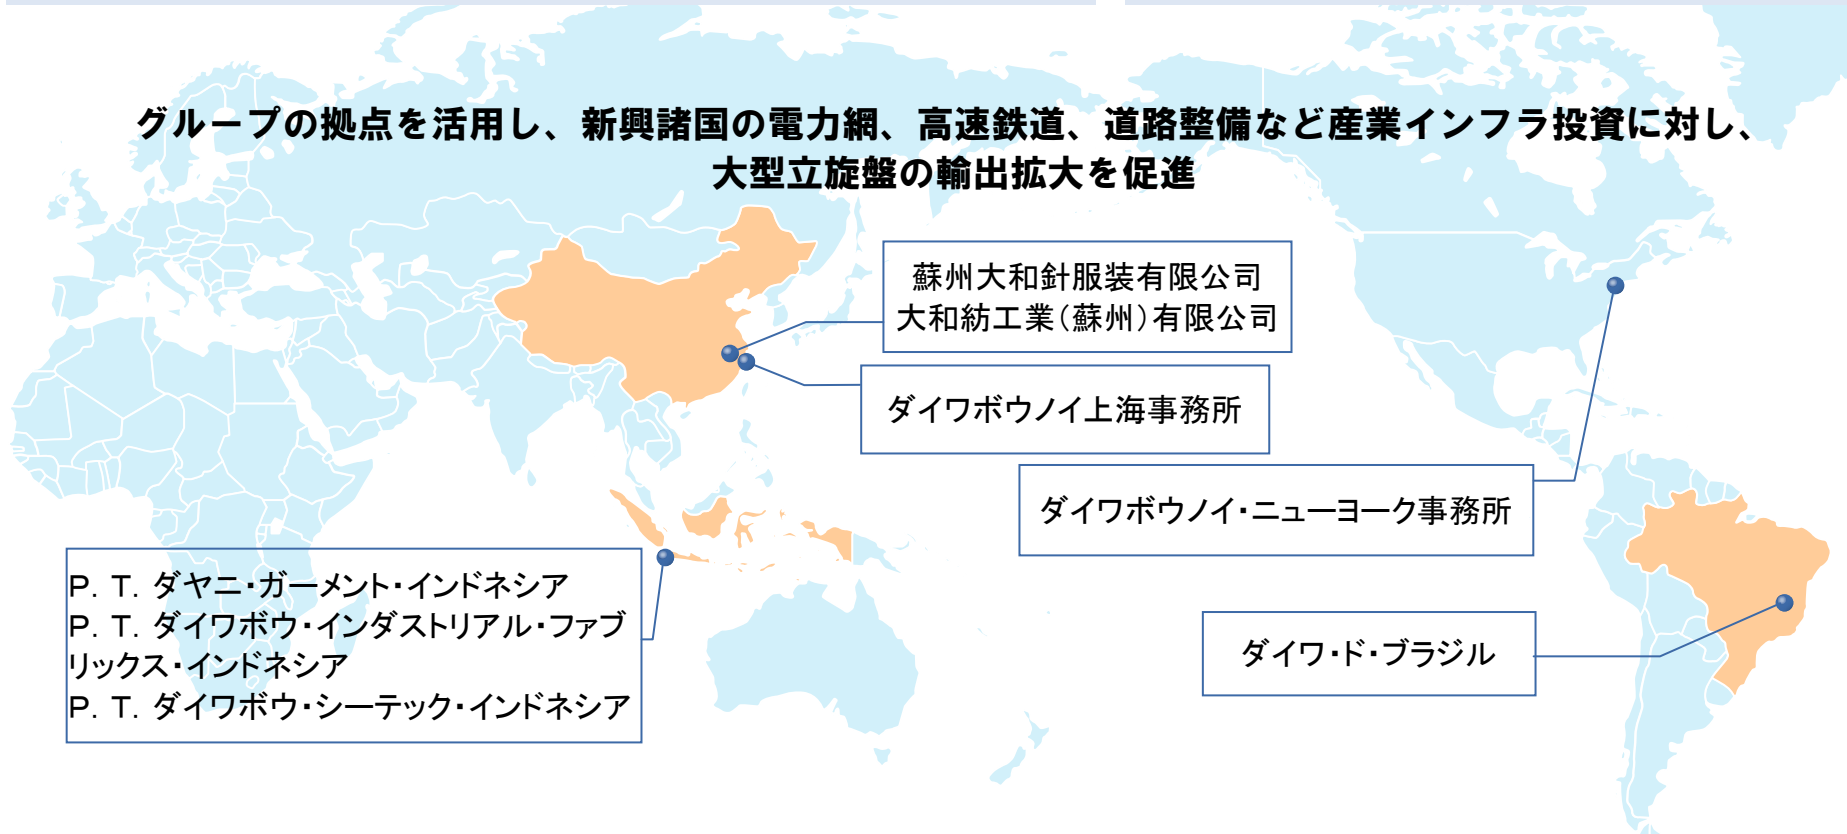 グループの拠点を活用し、新興諸国の電力網、高速鉄道、道路整備など産業インフラ投資に対し、
大型立旋盤の輸出拡大を促進
蘇州大和針服装有限公司
大和紡工業(蘇州)有限公司
ダイワボウノイ上海事務所
ダイワボウノイ・ニューヨーク事務所
P. T. ダヤニ・ガーメント・インドネシア
P. T. ダイワボウ・インダストリアル・ファブ
リックス・インドネシア
P. T. ダイワボウ・シーテック・インドネシア
ダイワ・ド・ブラジル